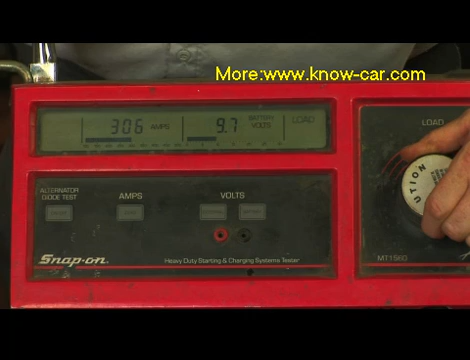 More:www.know-car.com
306 AMPS 9.7 BATTERY VOLTS LOAD
LOAD
ALTERNATOR DIODE TEST AMPS VOLTS
UTION
Snap-on
Heavy Duty Starting & Charging Systems Tester
MT1560